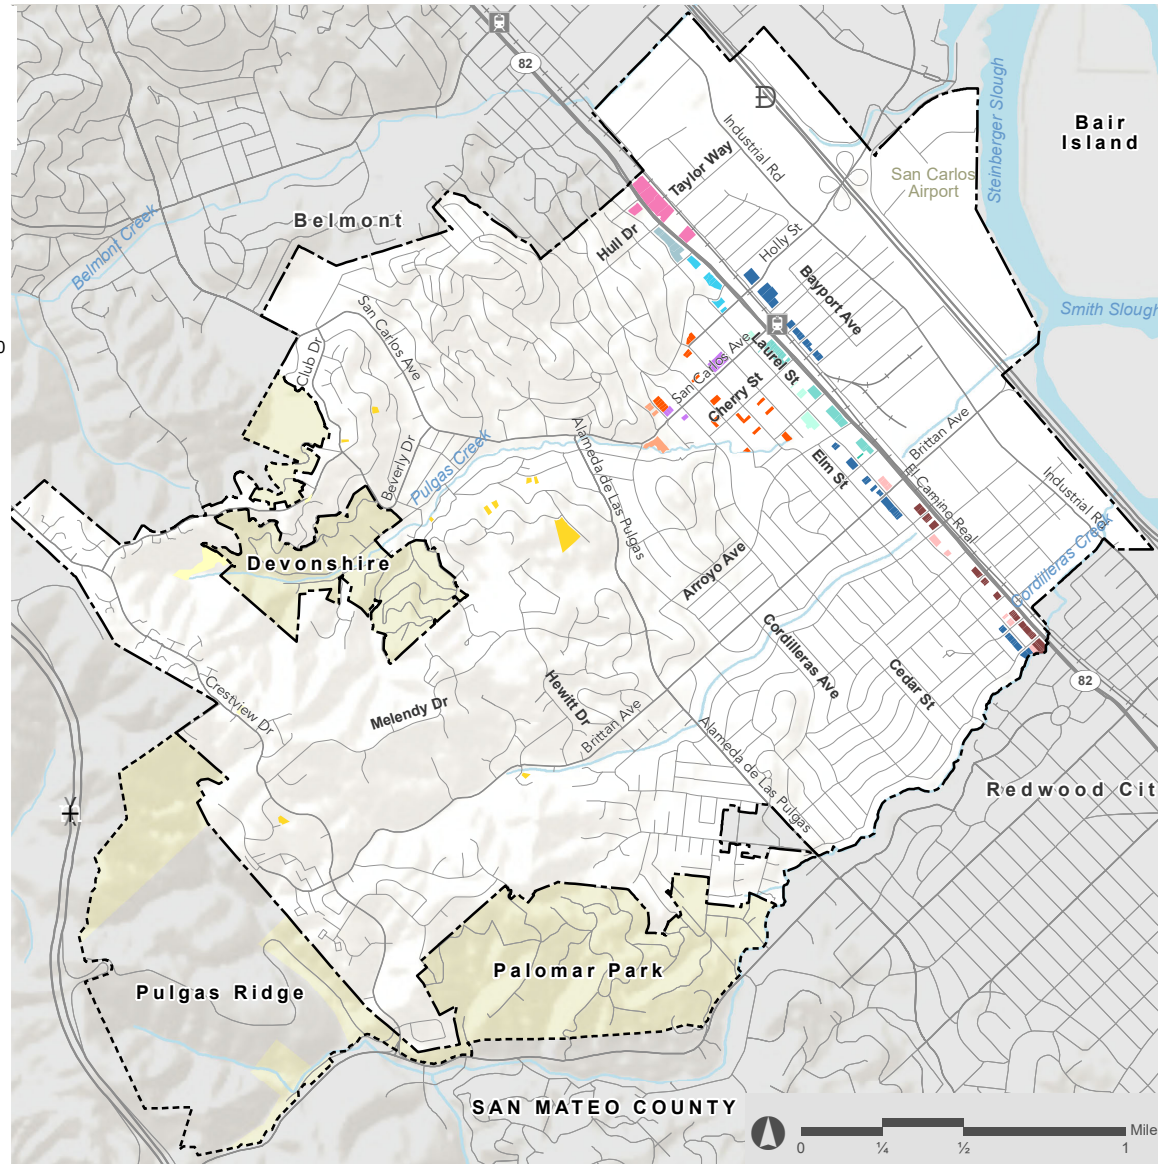 82
Steinberger Slough
Bair
Island
Industrial Rd
Taylor Way
San Carlos
Airport
Belmont
Belmont Creek
Hull Dr
Holly St
Bayport Ave
Smith Slough
San Carlos Ave
Club Dr
San Carlos Ave
Laurel St
Cherry St
Beverly Dr
Pulgas Creek
Alameda de Las Pulgas
Brittan Ave
Elm St
El Camino Real
Industrial Rd
Cordilleras Creek
Devonshire
Arroyo Ave
Cordilleras Ave
Cedar St
82
Crestview Dr
Melendy Dr
Hewitt Dr
Brittan Ave
Alameda de Las Pulgas
Redwood Cit
Palomar Park
Pulgas Ridge
SAN MATEO COUNTY
Mile
0 ¼ ½ 1